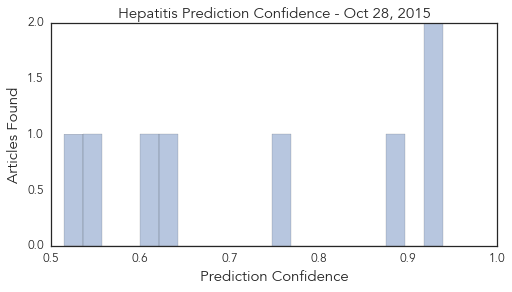 Hepatitis Prediction Confidence - Oct 28, 2015
2.0
1.5
1.0
0.5
0.0
Articles Found
0.5 0.6 0.7 0.8 0.9 1.0
Prediction Confidence